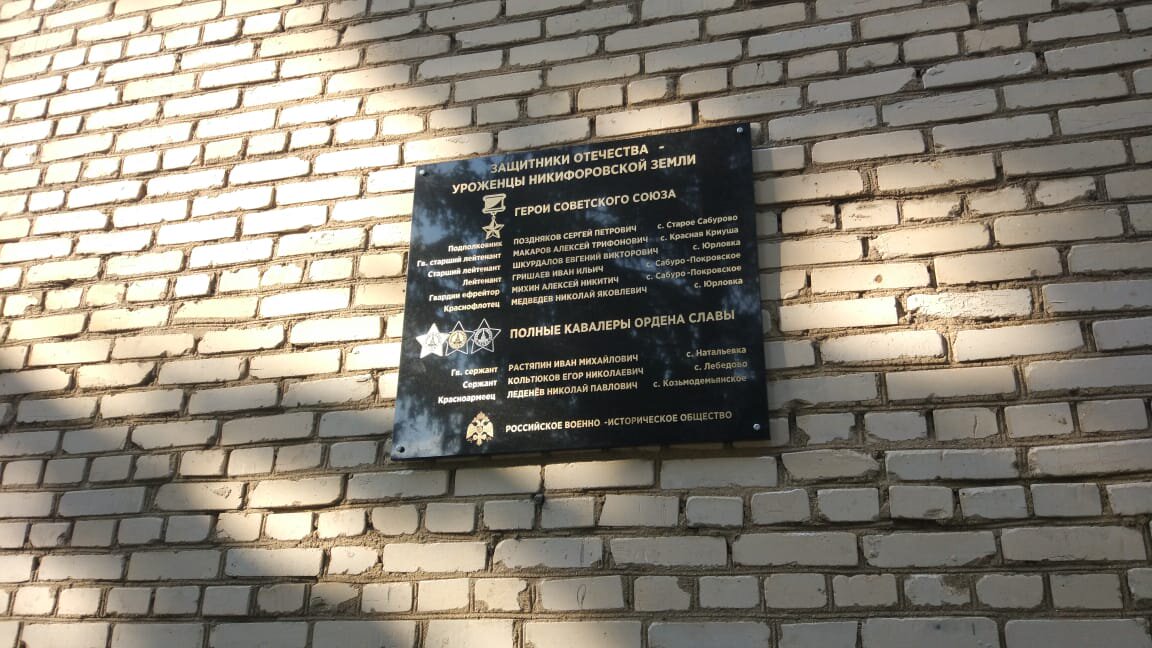 ЗАЩИТНИКИ ОТЕЧЕСТВА -
УРОЖЕНЦЫ НИКИФОРОВСКОЙ ЗЕМЛИ
ГЕРОИ СОВЕТСКОГО СОЮЗА
Подполковник ПОЗДНЯКОВ СЕРГЕЙ ПЕТРОВИЧ с. Старое Сабурово
Гв. старший лейтенант МАКАРОВ АЛЕКСЕЙ ТРИФОНОВИЧ с. Красная Криуша
Старший лейтенант ШКУРДАЛОВ ЕВГЕНИЙ ВИКТОРОВИЧ с. Юрловка
Лейтенант ГРИШАЕВ ИВАН ИЛЬИЧ с. Сабуро-Покровское
Гвардии ефрейтор МИХИН АЛЕКСЕЙ НИКИТИЧ с. Сабуро-Покровское
Краснофлотец МЕДВЕДЕВ НИКОЛАЙ ЯКОВЛЕВИЧ с. Юрловка
ПОЛНЫЕ КАВАЛЕРЫ ОРДЕНА СЛАВЫ
Гв. сержант РАСТЯПИН ИВАН МИХАЙЛОВИЧ с. Натальевка
Сержант КОЛЬТЮКОВ ЕГОР НИКОЛАЕВИЧ с. Лебедово
Красноармеец ЛЕДЕНЁВ НИКОЛАЙ ПАВЛОВИЧ с. Козьмодемьянское
РОССИЙСКОЕ ВОЕННО -ИСТОРИЧЕСКОЕ ОБЩЕСТВО